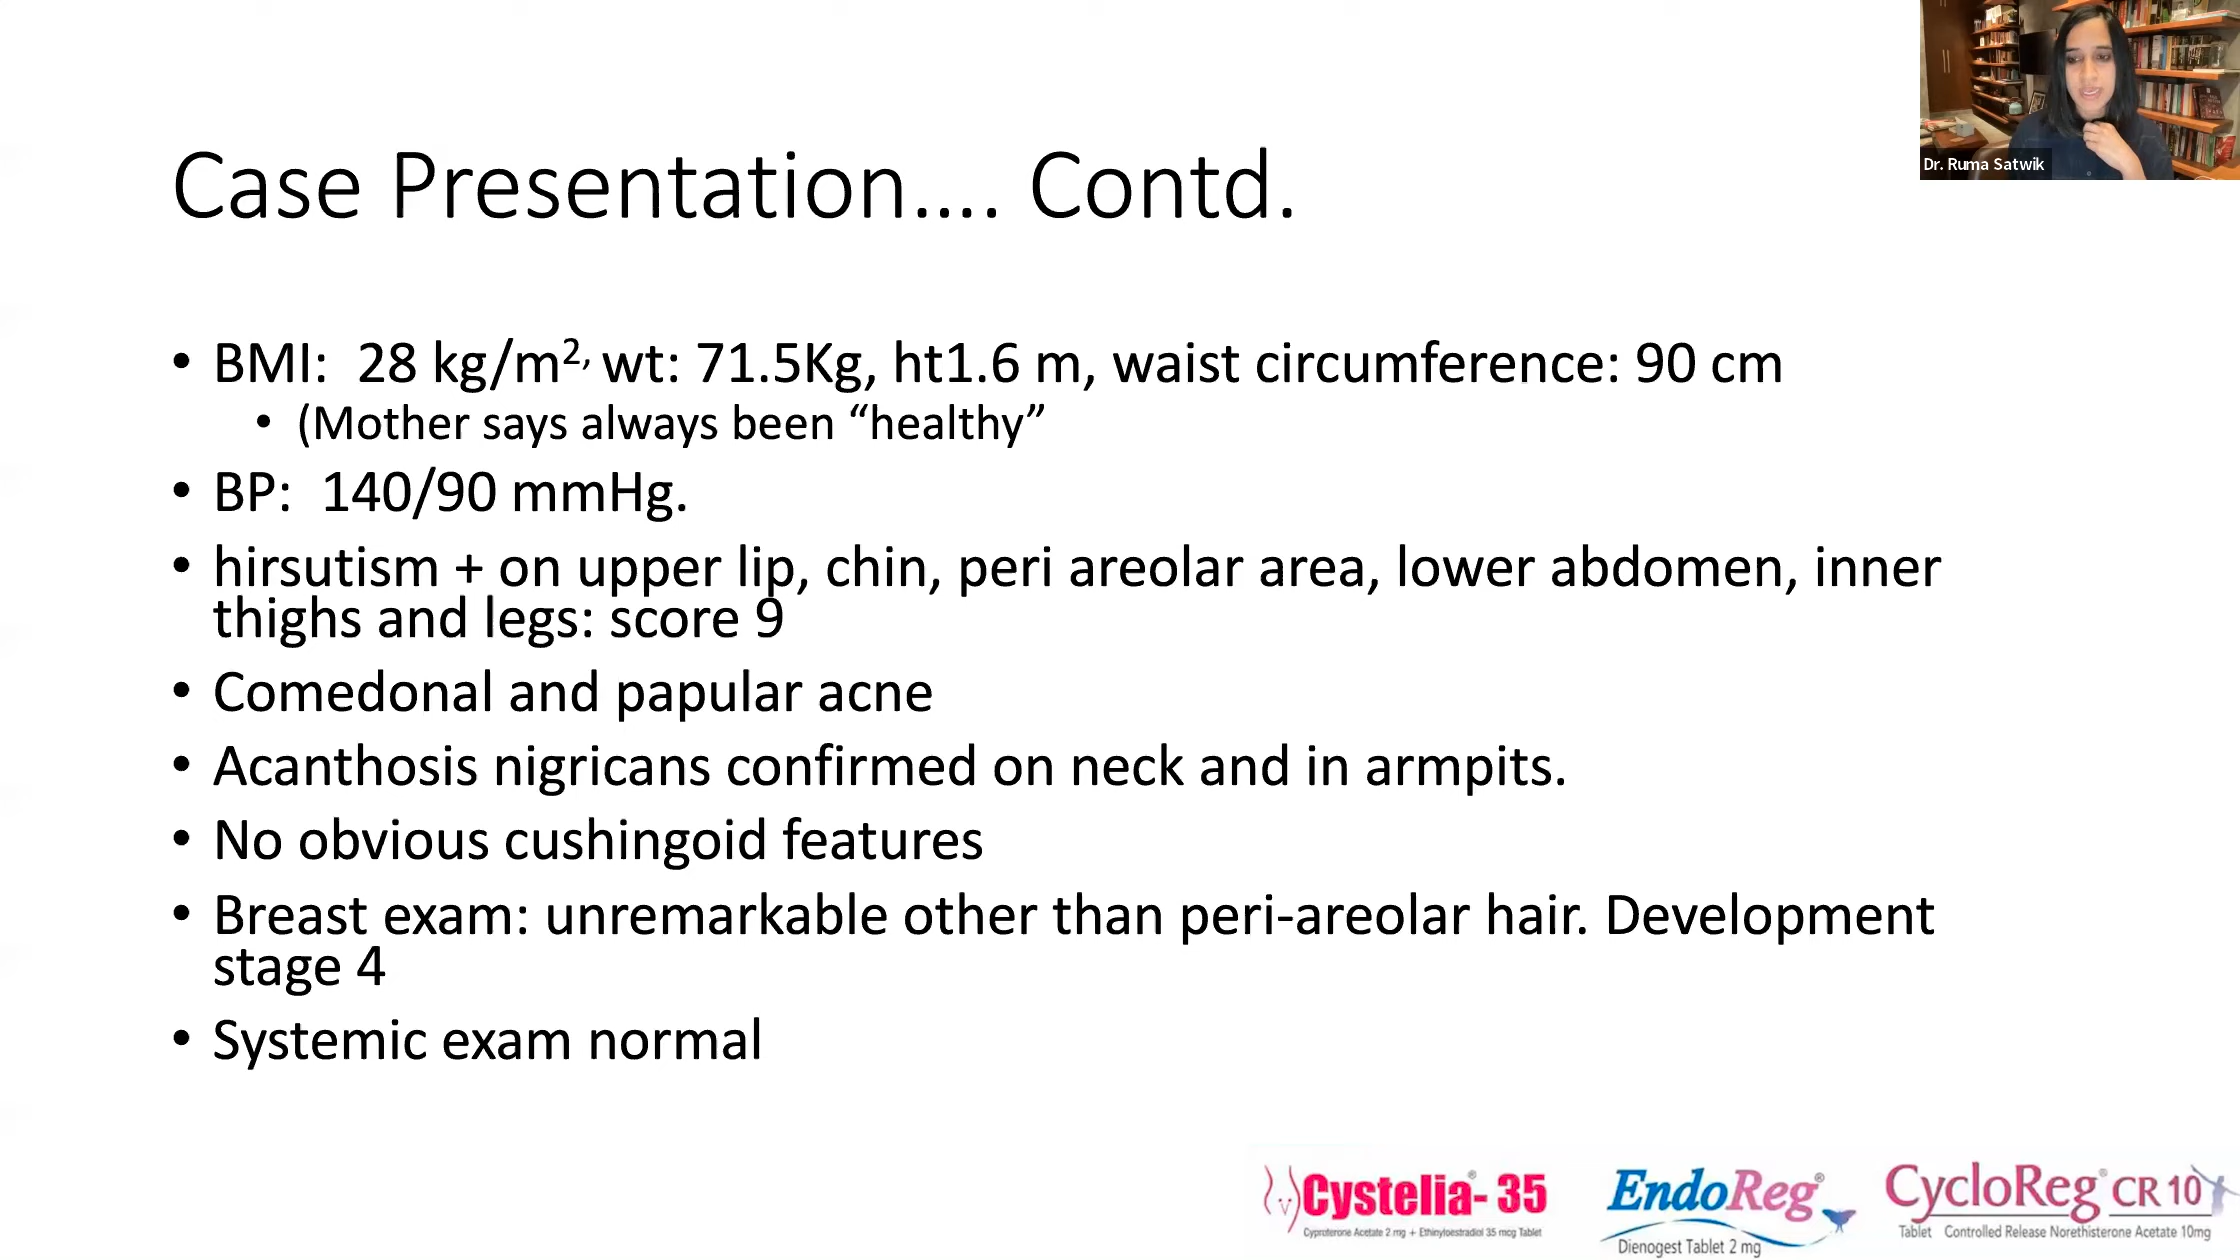 Dr. Ruma Satwik
Case Presentation.... Contd.
• BMI:  28 kg/m2, wt: 71.5Kg, ht1.6 m, waist circumference: 90 cm
• (Mother says always been “healthy”
• BP:  140/90 mmHg.
• hirsutism + on upper lip, chin, peri areolar area, lower abdomen, inner
thighs and legs: score 9
• Comedonal and papular acne
• Acanthosis nigricans confirmed on neck and in armpits.
• No obvious cushingoid features
• Breast exam: unremarkable other than peri-areolar hair. Development
stage 4
• Systemic exam normal
Cystelia®- 35
Cyproterone Acetate 2 mg + Ethinyloestradiol 35 mcg Tablet
EndoReg®
Dienogest Tablet 2 mg
CycloReg® CR 10
Tablet Controlled Release Norethisterone Acetate 10mg